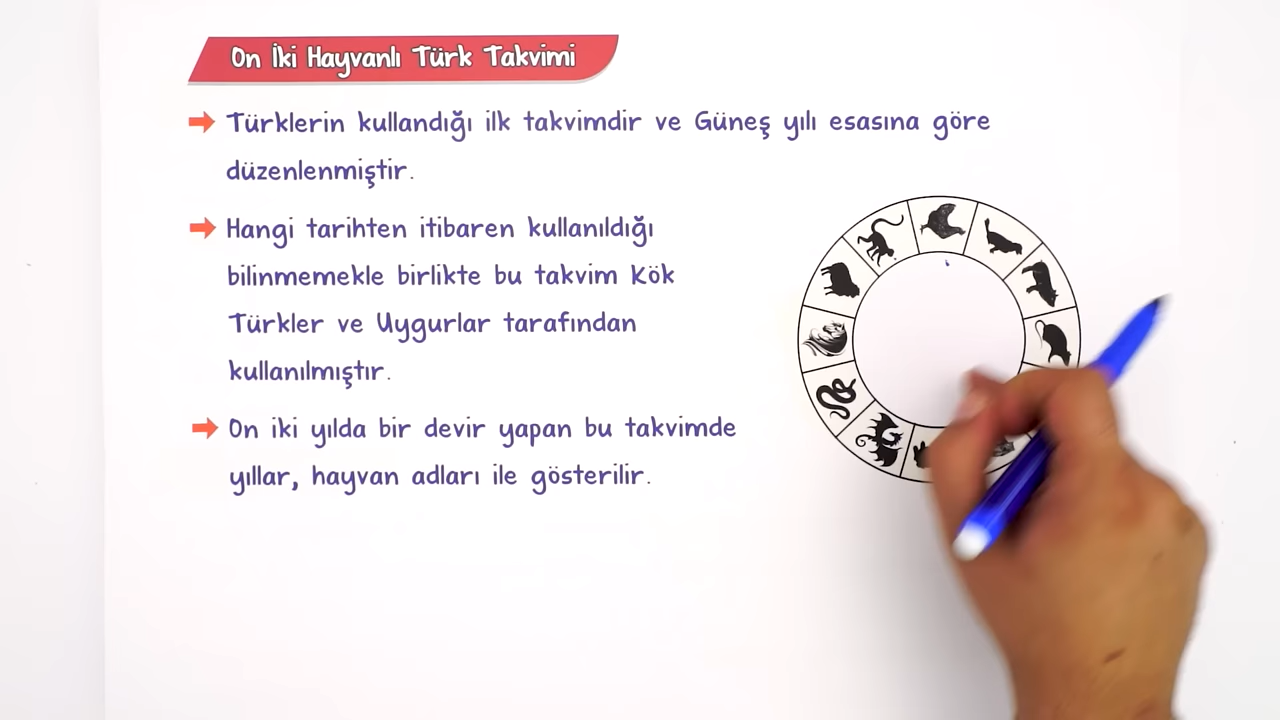 On İki Hayvanlı Türk Takvimi
Türklerin kullandığı ilk takvimdir ve Güneş yılı esasına göre
düzenlenmiştir.
Hangi tarihten itibaren kullanıldığı
bilinmemekle birlikte bu takvim Kök
Türkler ve Uygurlar tarafından
kullanılmıştır.
On iki yılda bir devir yapan bu takvimde
yıllar, hayvan adları ile gösterilir.